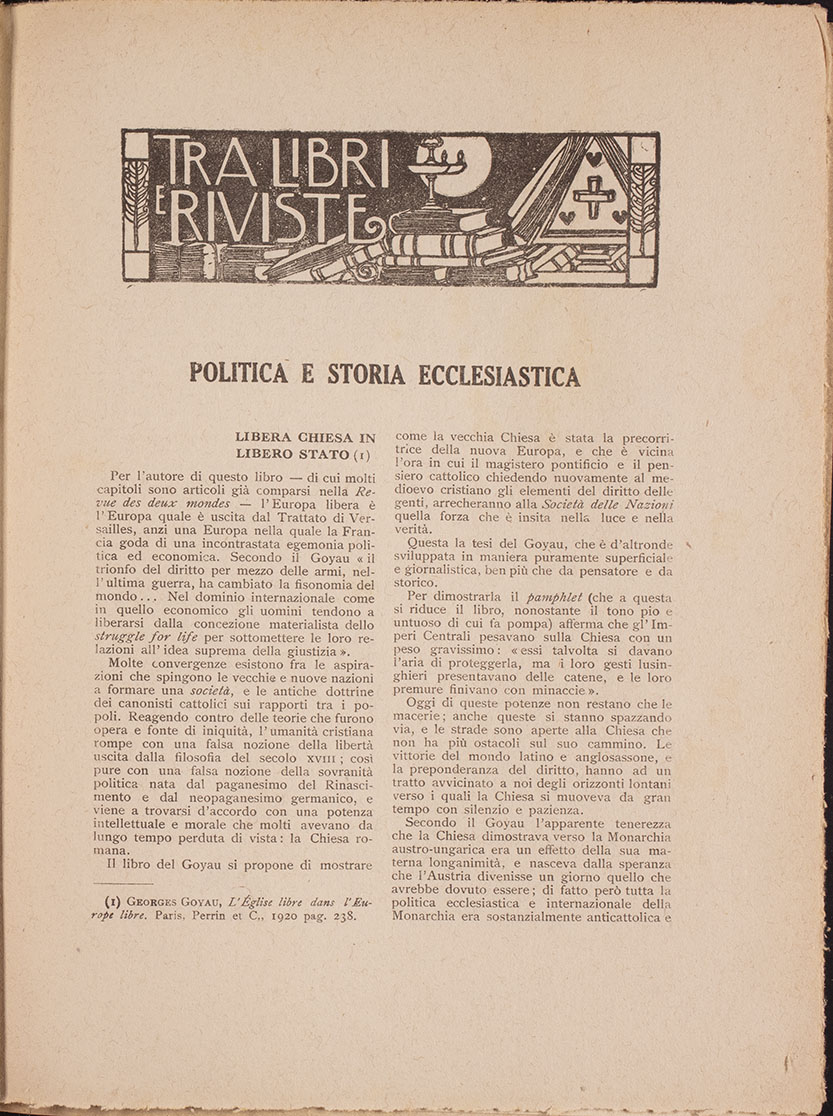 TRA LIBRI
E RIVISTE
POLITICA E STORIA ECCLESIASTICA
LIBERA CHIESA IN
LIBERO STATO (1)
Per l'autore di questo libro — di cui molti
capitoli sono articoli già comparsi nella Re-
vue des deux mondes — l'Europa libera è
l'Europa quale è uscita dal Trattato di Ver-
sailles, anzi una Europa nella quale la Fran-
cia goda di una incontrastata egemonia poli-
tica ed economica. Secondo il Goyau « il
trionfo del diritto per mezzo delle armi, nel-
l'ultima guerra, ha cambiato la fisonomia del
mondo... Nel dominio internazionale come
in quello economico gli uomini tendono a
liberarsi dalla concezione materialista dello
struggle for life per sottomettere le loro re-
lazioni all'idea suprema della giustizia ».
Molte convergenze esistono fra le aspira-
zioni che spingono le vecchie e nuove nazioni
a formare una società, e le antiche dottrine
dei canonisti cattolici sui rapporti tra i po-
poli. Reagendo contro delle teorie che furono
opera e fonte di iniquità, l'umanità cristiana
rompe con una falsa nozione della libertà
uscita dalla filosofia del secolo XVIII ; così
pure con una falsa nozione della sovranità
politica nata dal paganesimo del Rinasci-
mento e dal neopaganesimo germanico, e
viene a trovarsi d'accordo con una potenza
intellettuale e morale che molti avevano da
lungo tempo perduta di vista : la Chiesa ro-
mana.
Il libro del Goyau si propone di mostrare
(1) GEORGES GOYAU, L'Église libre dans l'Eu-
rope libre. Paris, Perrin et C., 1920 pag. 238.
come la vecchia Chiesa è stata la precorri-
trice della nuova Europa, e che è vicina
l'ora in cui il magistero pontificio e il pen-
siero cattolico chiedendo nuovamente al me-
dioevo cristiano gli elementi del diritto delle
genti, arrecheranno alla Società delle Nazioni
quella forza che è insita nella luce e nella
verità.
Questa la tesi del Goyau, che è d'altronde
sviluppata in maniera puramente superficiale
e giornalistica, ben più che da pensatore e da
storico.
Per dimostrarla il pamphlet (che a questa
si riduce il libro, nonostante il tono pio e
untuoso di cui fa pompa) afferma che gl'Im-
peri Centrali pesavano sulla Chiesa con un
peso gravissimo : « essi talvolta si davano
l'aria di proteggerla, ma i loro gesti lusin-
ghieri presentavano delle catene, e le loro
premure finivano con minaccie ».
Oggi di queste potenze non restano che le
macerie ; anche queste si stanno spazzando
via, e le strade sono aperte alla Chiesa che
non ha più ostacoli sul suo cammino. Le
vittorie del mondo latino e anglosassone, e
la preponderanza del diritto, hanno ad un
tratto avvicinato a noi degli orizzonti lontani
verso i quali la Chiesa si muoveva da gran
tempo con silenzio e pazienza.
Secondo il Goyau l'apparente tenerezza
che la Chiesa dimostrava verso la Monarchia
austro-ungarica era un effetto della sua ma-
terna longanimità, e nasceva dalla speranza
che l'Austria divenisse un giorno quello che
avrebbe dovuto essere ; di fatto però tutta la
politica ecclesiastica e internazionale della
Monarchia era sostanzialmente anticattolica e